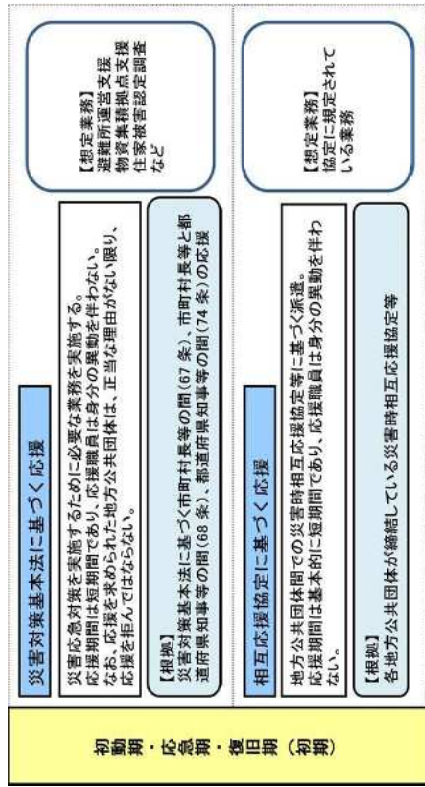 初動期・応急期・復旧期（初期）
災害対策基本法に基づく応援
災害応急対策を実施するために必要な業務を実施する。
応援期間は短期間であり、応援職員は身分の異動を伴わない。
なお、応援を求められた地方公共団体は、正当な理由がない限り、
応援を拒んではならない。
【根拠】
災害対策基本法に基づく市町村長等の間（67 条）、市町村長等と都
道府県知事等の間（68 条）、都道府県知事等の間（74 条）の応援
【想定業務】
避難所運営支援
物資集積拠点支援
住家被害認定調査
など
相互応援協定に基づく応援
地方公共団体間での災害時相互応援協定等に基づく派遣。
応援期間は基本的に短期間であり、応援職員は身分の異動を伴わ
ない。
【根拠】
各地方公共団体が締結している災害時相互応援協定等
【想定業務】
協定に規定されて
いる業務